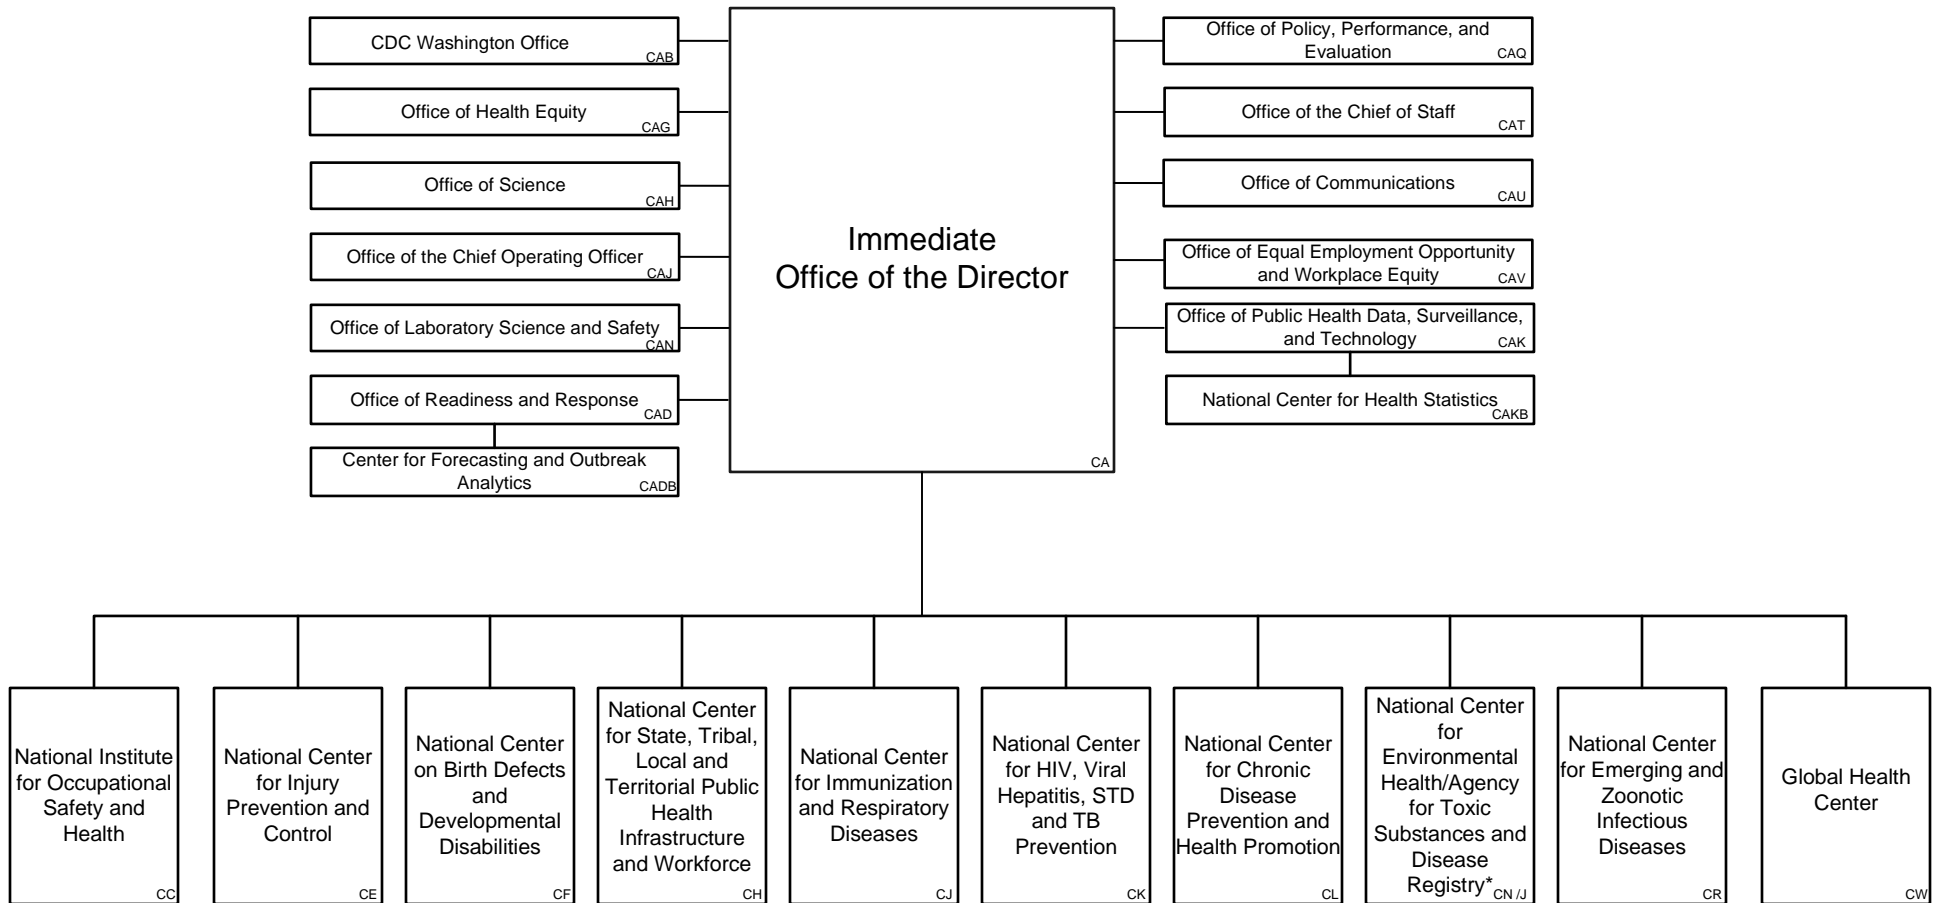 CDC Washington Office
CAB
Office of Health Equity
CAG
Office of Science
CAH
Office of the Chief Operating Officer
CAJ
Office of Laboratory Science and Safety
CAN
Office of Readiness and Response
CAD
Center for Forecasting and Outbreak
Analytics
CADB
Immediate
Office of the Director
CA
Office of Policy, Performance, and
Evaluation
CAQ
Office of the Chief of Staff
CAT
Office of Communications
CAU
Office of Equal Employment Opportunity
and Workplace Equity
CAV
Office of Public Health Data, Surveillance,
and Technology
CAK
National Center for Health Statistics
CAKB
National Institute
for Occupational
Safety and
Health
CC
National Center
for Injury
Prevention and
Control
CE
National Center
on Birth Defects
and
Developmental
Disabilities
CF
National Center
for State, Tribal,
Local and
Territorial Public
Health
Infrastructure
and Workforce
CH
National Center
for Immunization
and Respiratory
Diseases
CJ
National Center
for HIV, Viral
Hepatitis, STD
and TB
Prevention
CK
National Center
for Chronic
Disease
Prevention and
Health Promotion
CL
National Center
for
Environmental
Health/Agency
for Toxic
Substances and
Disease
Registry*
CN /J
National Center
for Emerging and
Zoonotic
Infectious
Diseases
CR
Global Health
Center
CW